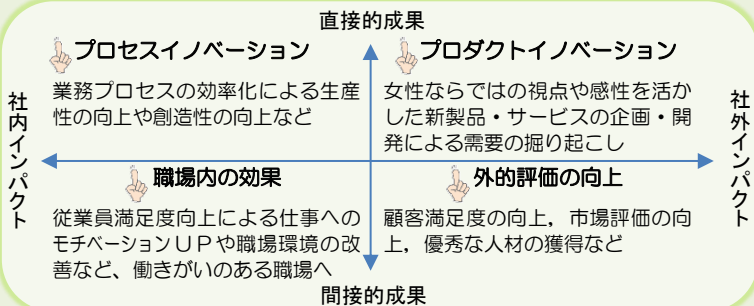 直接的成果
プロセスイノベーション
業務プロセスの効率化による生産
性の向上や創造性の向上など
プロダクトイノベーション
女性ならではの視点や感性を活か
した新製品・サービスの企画・開
発による需要の掘り起こし
社内インパクト
社外インパクト
職場内の効果
従業員満足度向上による仕事への
モチベーションUPや職場環境の改
善など、働きがいのある職場へ
外的評価の向上
顧客満足度の向上，市場評価の向
上，優秀な人材の獲得など
間接的成果